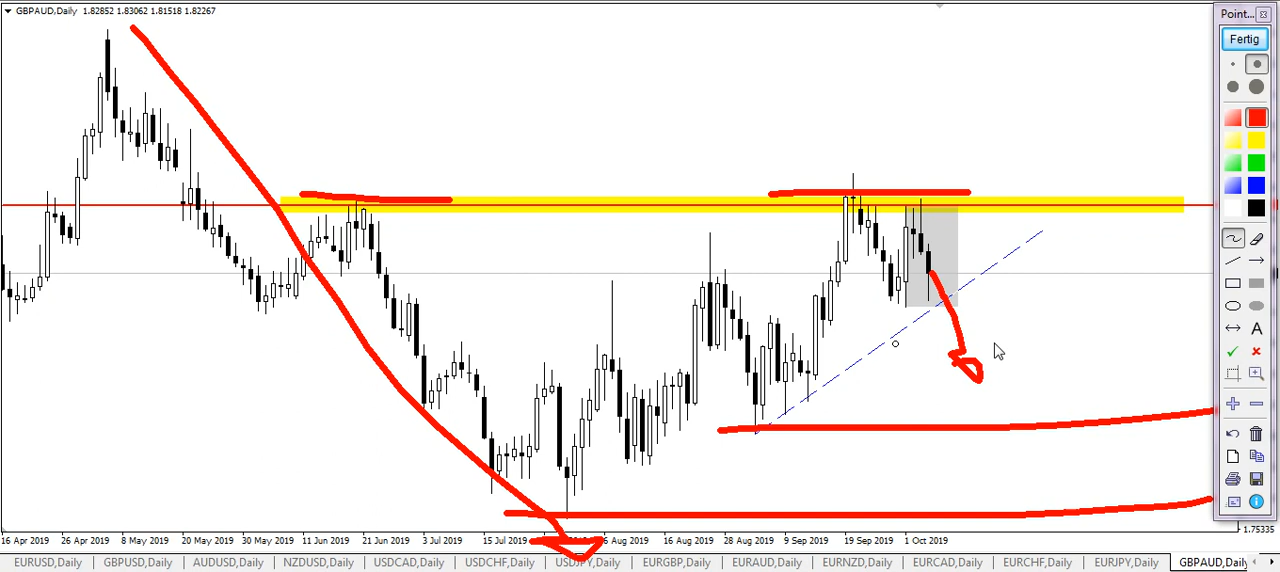 GBPAUD,Daily 1.82852 1.83062 1.81518 1.82267
Point...
Fertig
A
1.75335
16 Apr 2019 26 Apr 2019 8 May 2019 20 May 2019 30 May 2019 11 Jun 2019 21 Jun 2019 3 Jul 2019 15 Jul 2019 Aug 2019 16 Aug 2019 28 Aug 2019 9 Sep 2019 19 Sep 2019 1 Oct 2019
EURUSD,Daily GBPUSD,Daily AUDUSD,Daily NZDUSD,Daily USDCAD,Daily USDCHF,Daily USDJPY,Daily EURGBP,Daily EURAUD,Daily EURNZD,Daily EURCAD,Daily EURCHF,Daily EURJPY,Daily GBPAUD,Daily